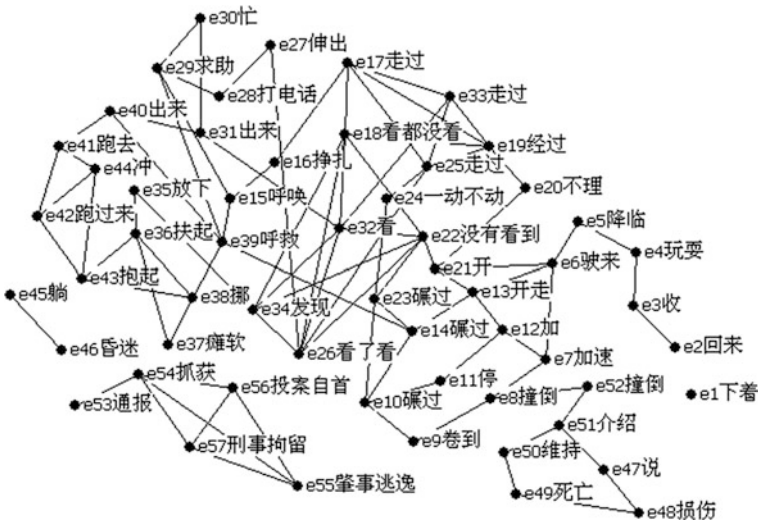 e30忙
e27伸出
e17走过
e29求助
e28打电话
e33走过
e40出来
e31出来
e18看都没看
e19经过
e41跑去
e44冲
e16挣扎
e25走过
e35放下
e15呼唤
e24一动不动
e20不理
e42跑过来
e36扶起
e32看
e39呼救
e22没有看到
e5降临
e43抱起
e21开
e6驶来
e4玩耍
e45躺
e38挪
e34发现
e23碾过
e13开走
e3收
e46昏迷
e37瘫软
e26看了看
e14碾过
e12加
e2回来
e7加速
e54抓获
e56投案自首
e11停
e52撞倒
e1下着
e53通报
e10碾过
e8撞倒
e51介绍
e57刑事拘留
e9卷到
e50维持
e47说
e55肇事逃逸
e49死亡
e48损伤